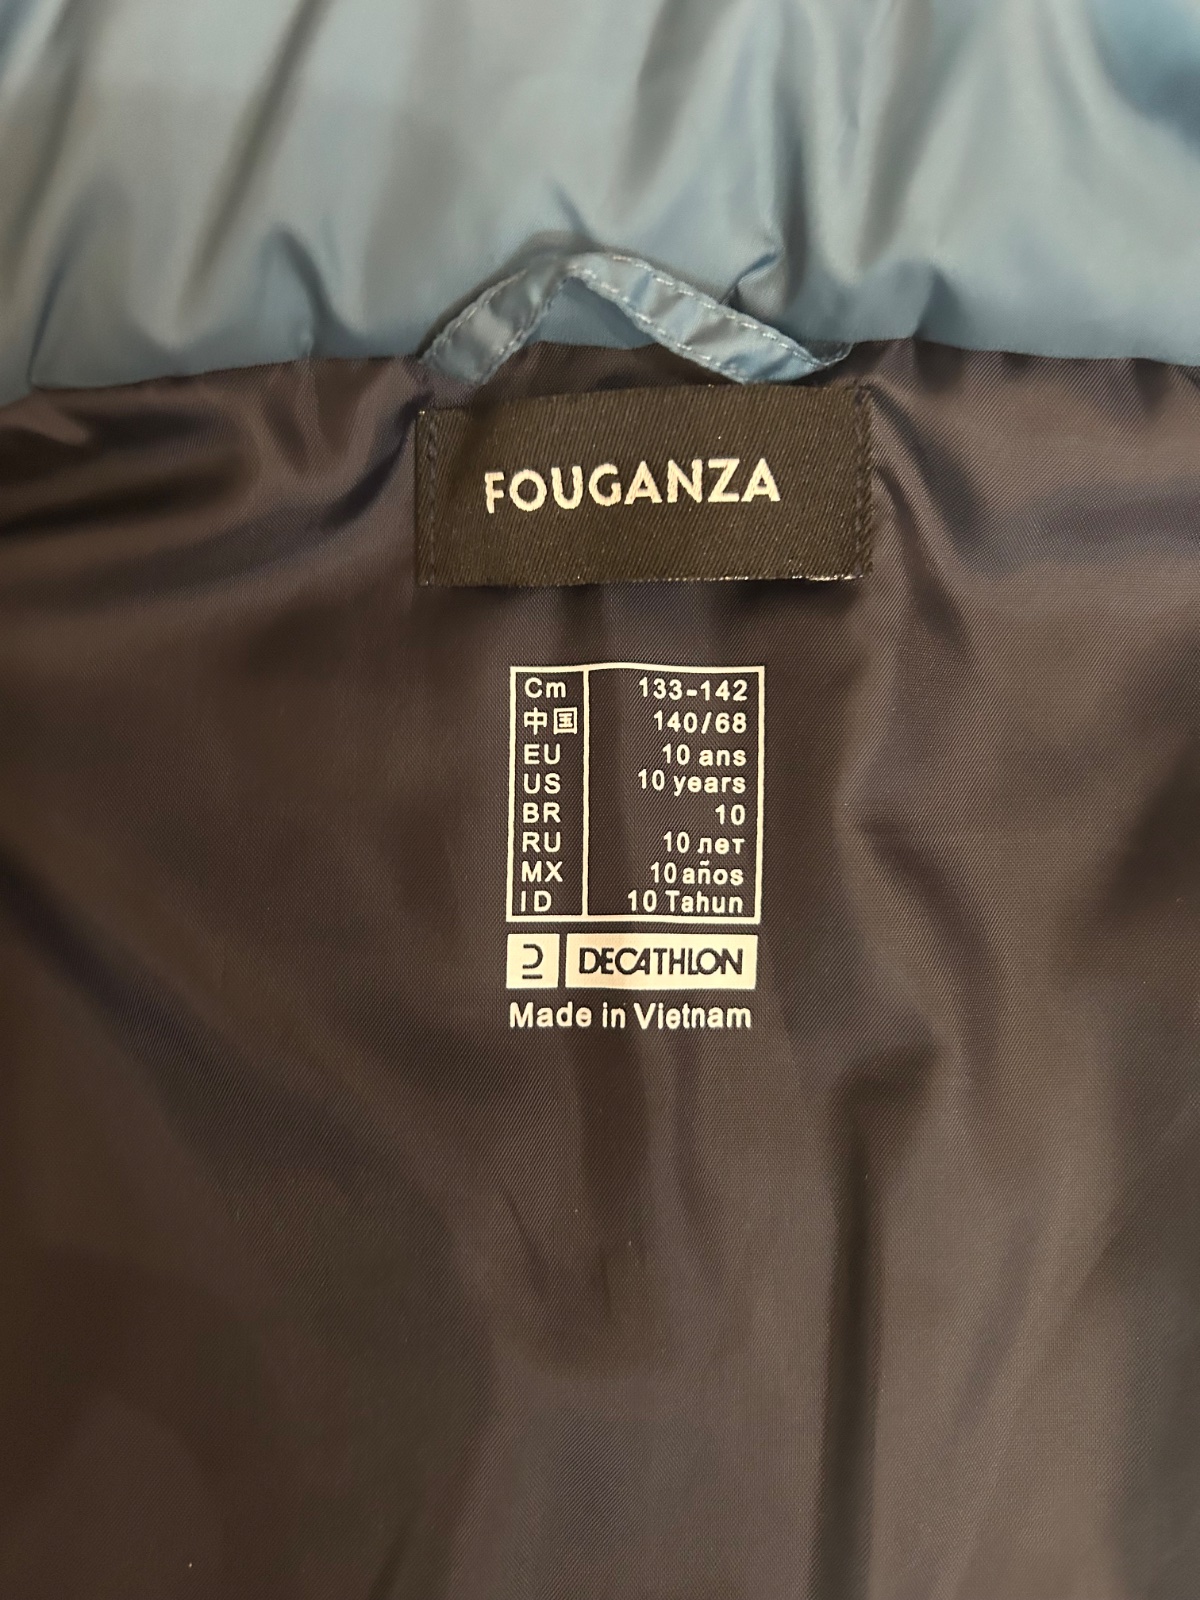 FOUGANZA
Cm 133-142
中国 140/68
EU 10 ans
US 10 years
BR 10
RU 10 лет
MX 10 años
ID 10 Tahun
DECATHLON
Made in Vietnam